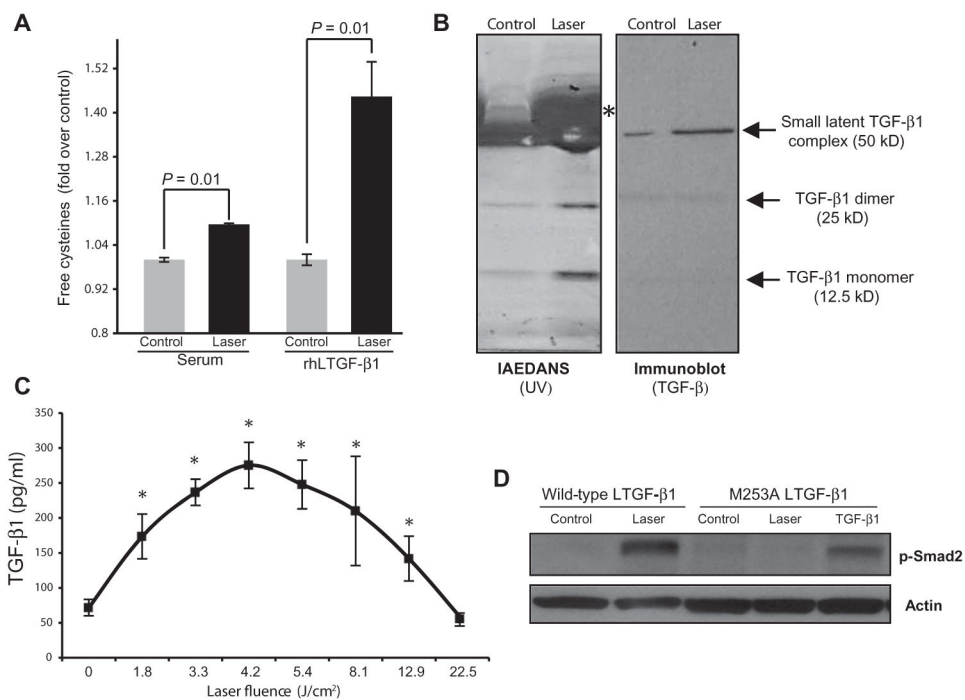 A
Free cysteines (fold over control)
1.52
1.40
1.28
1.16
1.04
0.92
0.8
P = 0.01
P = 0.01
Control Laser Control Laser
Serum rhLTGF-β1
B
Control Laser Control Laser
*
Small latent TGF-β1
complex (50 kD)
TGF-β1 dimer
(25 kD)
TGF-β1 monomer
(12.5 kD)
IAEDANS
(UV)
Immunoblot
(TGF-β)
C
TGF-β1 (pg/ml)
350
300
250
200
150
100
50
0
* * * * * *
0 1.8 3.3 4.2 5.4 8.1 12.9 22.5
Laser fluence (J/cm²)
D
Wild-type LTGF-β1 M253A LTGF-β1
Control Laser Control Laser TGF-β1
p-Smad2
Actin